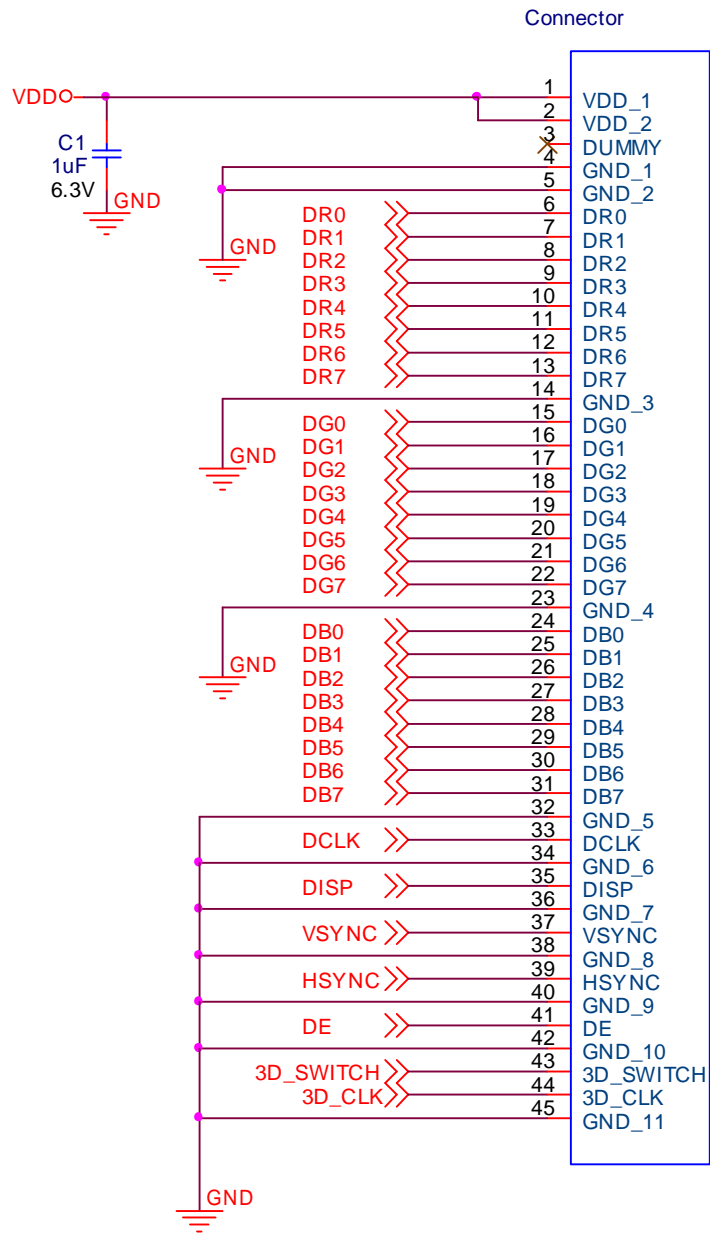 Connector
VDD 1 VDD_1
2 VDD_2
C1 3 DUMMY
1uF 4 GND_1
6.3V GND 5 GND_2
DR0 6 DR0
DR1 GND 7 DR1
DR2 8 DR2
DR3 9 DR3
DR4 10 DR4
DR5 11 DR5
DR6 12 DR6
DR7 13 DR7
14 GND_3
DG0 15 DG0
DG1 GND 16 DG1
DG2 17 DG2
DG3 18 DG3
DG4 19 DG4
DG5 20 DG5
DG6 21 DG6
DG7 22 DG7
23 GND_4
DB0 24 DB0
DB1 GND 25 DB1
DB2 26 DB2
DB3 27 DB3
DB4 28 DB4
DB5 29 DB5
DB6 30 DB6
DB7 31 DB7
32 GND_5
DCLK 33 DCLK
34 GND_6
DISP 35 DISP
36 GND_7
VSYNC 37 VSYNC
38 GND_8
HSYNC 39 HSYNC
40 GND_9
DE 41 DE
42 GND_10
3D_SWITCH 43 3D_SWITCH
3D_CLK 44 3D_CLK
45 GND_11
GND